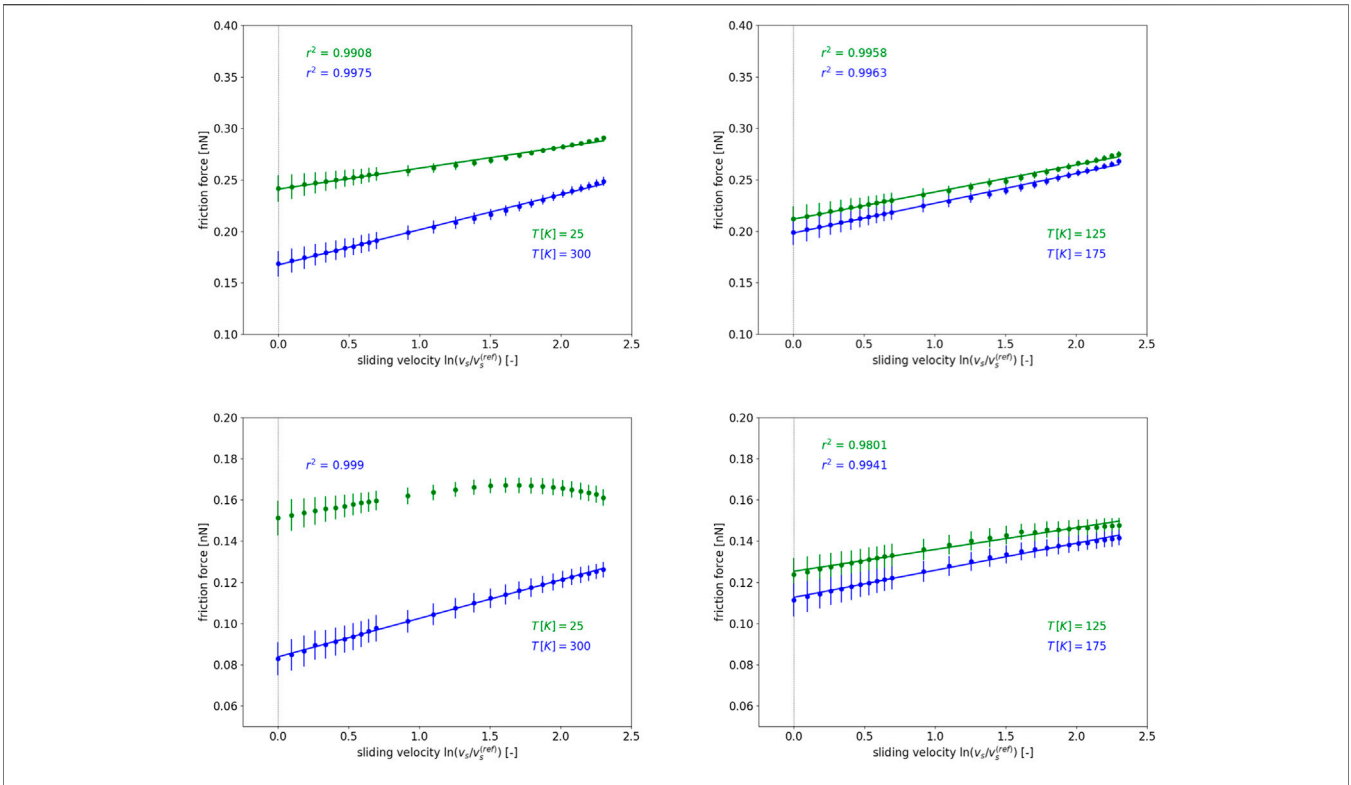 0.40
0.35
0.30
0.25
0.20
0.15
0.10
friction force [nN]
r² = 0.9908
r² = 0.9975
T[K] = 25
T[K] = 300
0.0 0.5 1.0 1.5 2.0 2.5
sliding velocity ln(vₛ/vₛ^(ref)) [-]
0.40
0.35
0.30
0.25
0.20
0.15
0.10
friction force [nN]
r² = 0.9958
r² = 0.9963
T[K] = 125
T[K] = 175
0.0 0.5 1.0 1.5 2.0 2.5
sliding velocity ln(vₛ/vₛ^(ref)) [-]
0.20
0.18
0.16
0.14
0.12
0.10
0.08
0.06
friction force [nN]
r² = 0.999
T[K] = 25
T[K] = 300
0.0 0.5 1.0 1.5 2.0 2.5
sliding velocity ln(vₛ/vₛ^(ref)) [-]
0.20
0.18
0.16
0.14
0.12
0.10
0.08
0.06
friction force [nN]
r² = 0.9801
r² = 0.9941
T[K] = 125
T[K] = 175
0.0 0.5 1.0 1.5 2.0 2.5
sliding velocity ln(vₛ/vₛ^(ref)) [-]